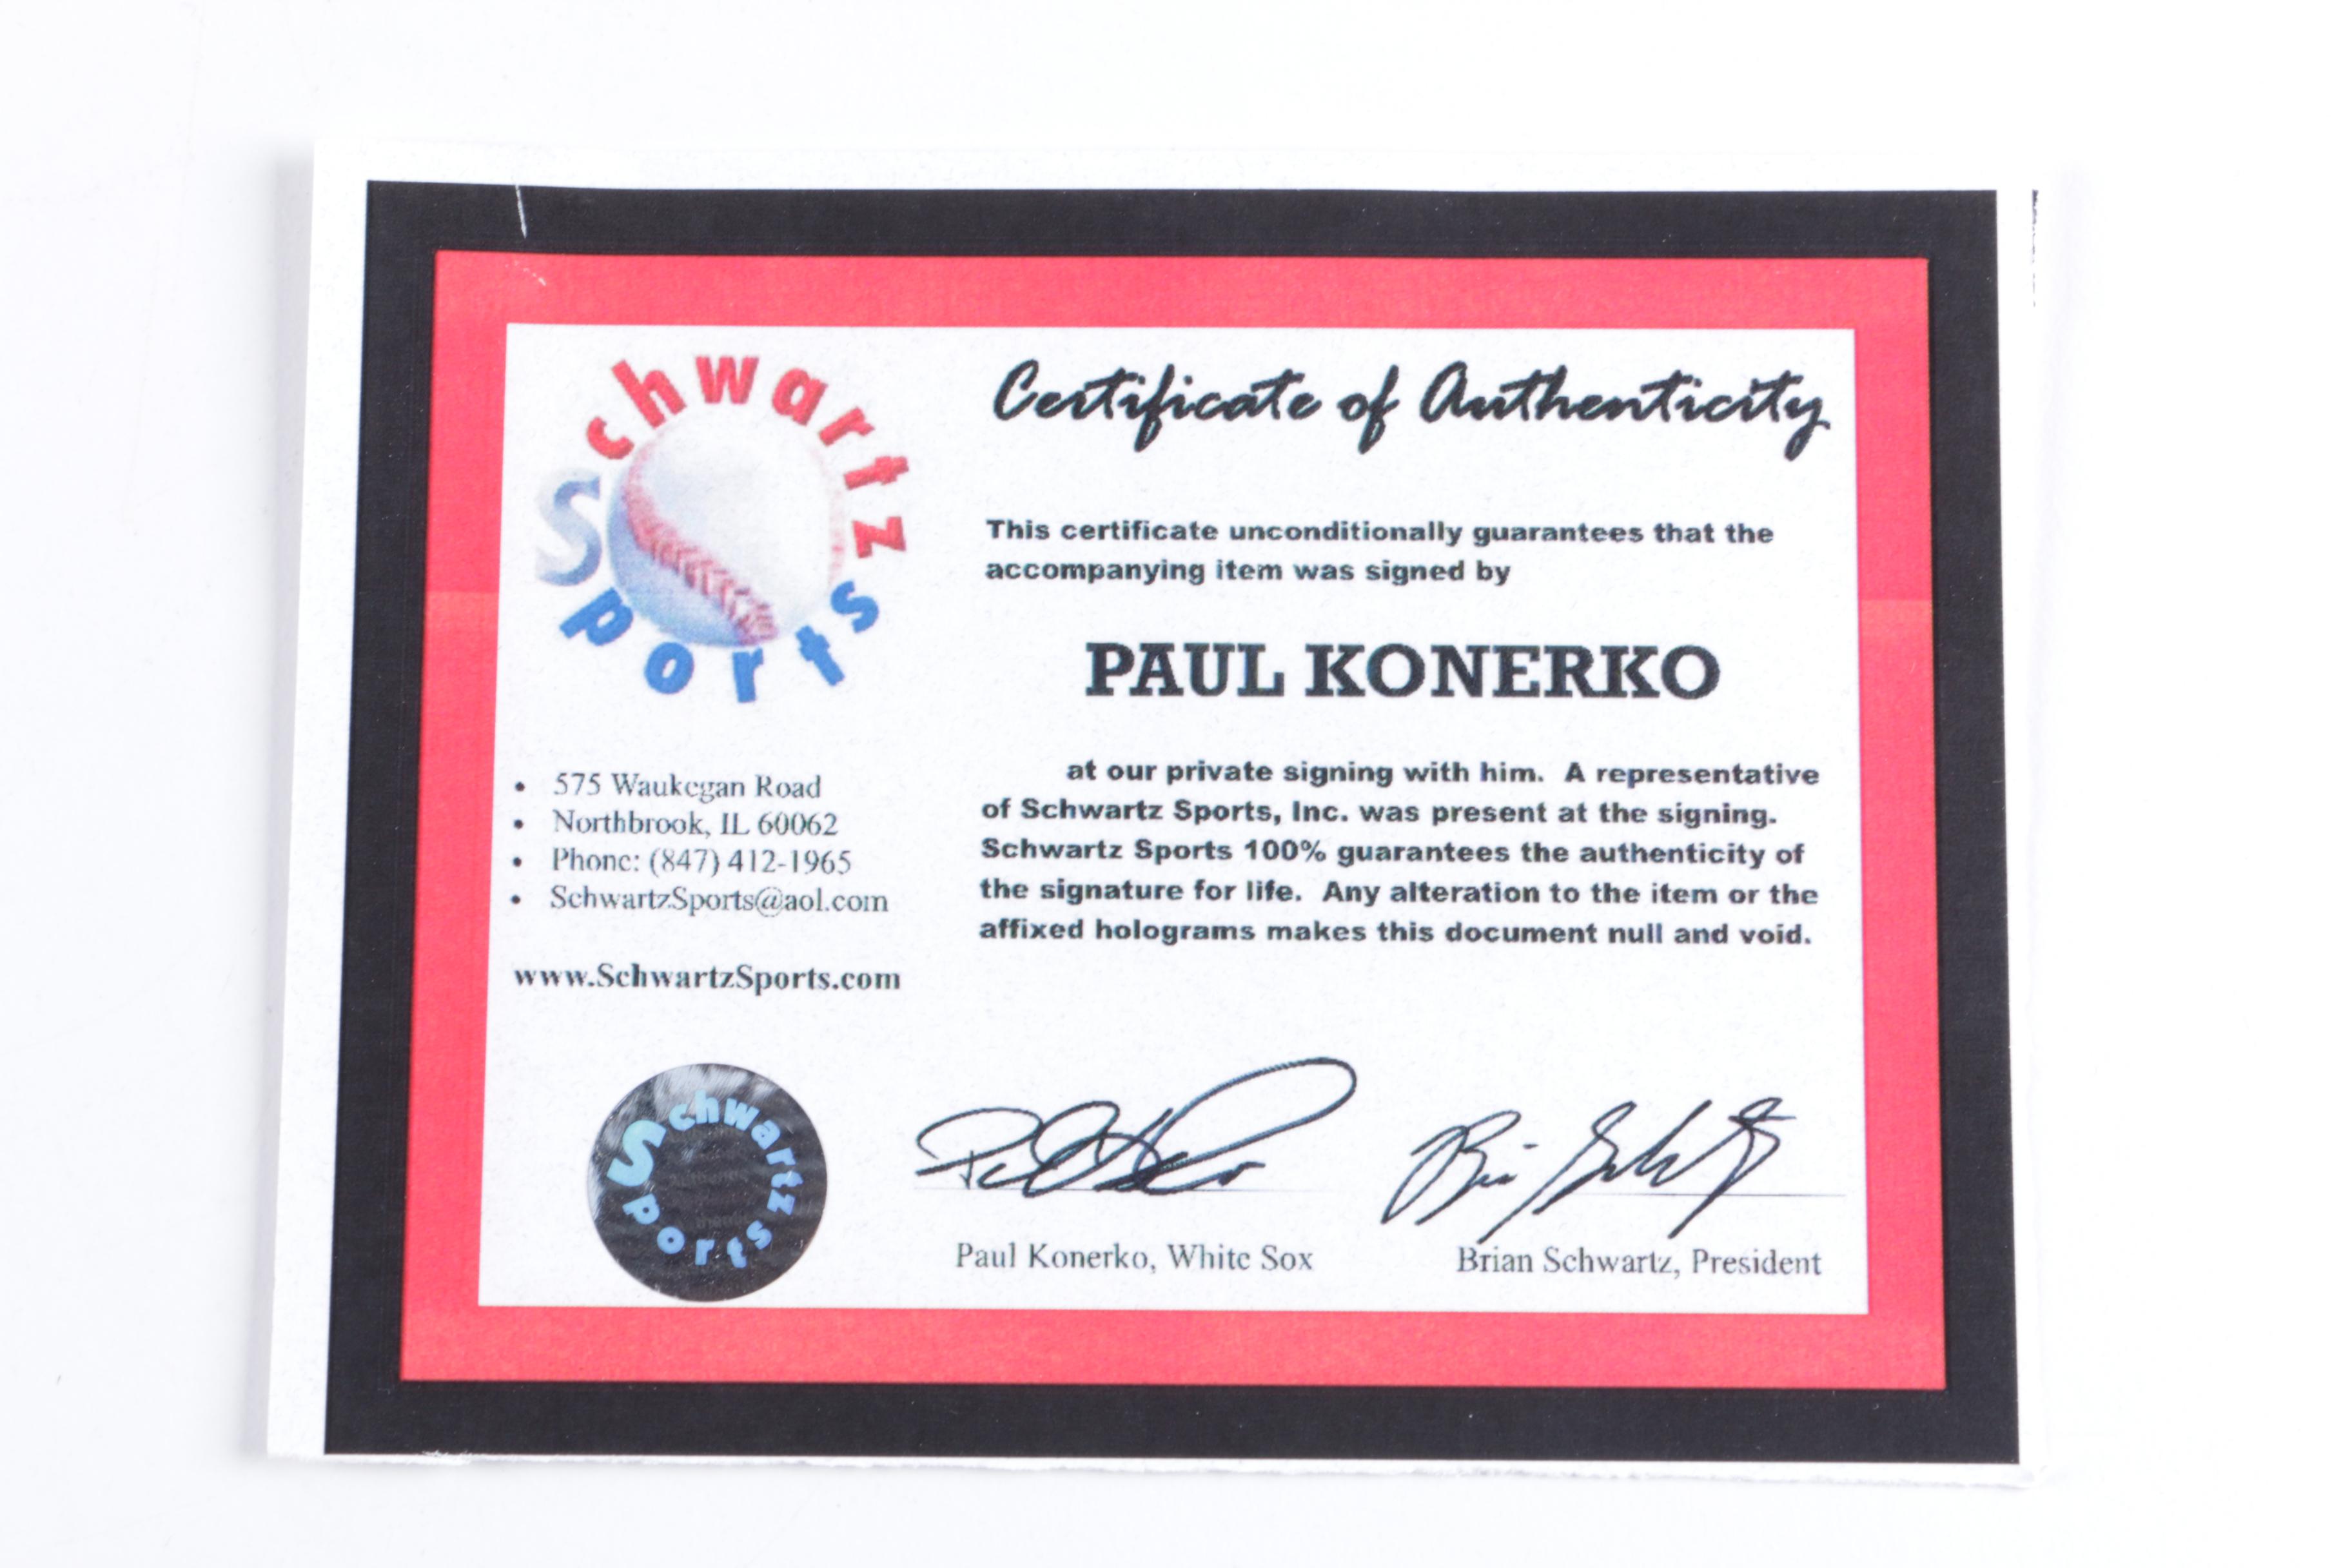 Schwartz
Sports
Certificate of Authenticity
This certificate unconditionally guarantees that the
accompanying item was signed by
PAUL KONERKO
at our private signing with him. A representative
of Schwartz Sports, Inc. was present at the signing.
Schwartz Sports 100% guarantees the authenticity of
the signature for life. Any alteration to the item or the
affixed holograms makes this document null and void.
• 575 Waukegan Road
• Northbrook, IL 60062
• Phone: (847) 412-1965
• SchwartzSports@aol.com
www.SchwartzSports.com
Schwartz
Sports
Paul Konerko, White Sox
Brian Schwartz, President